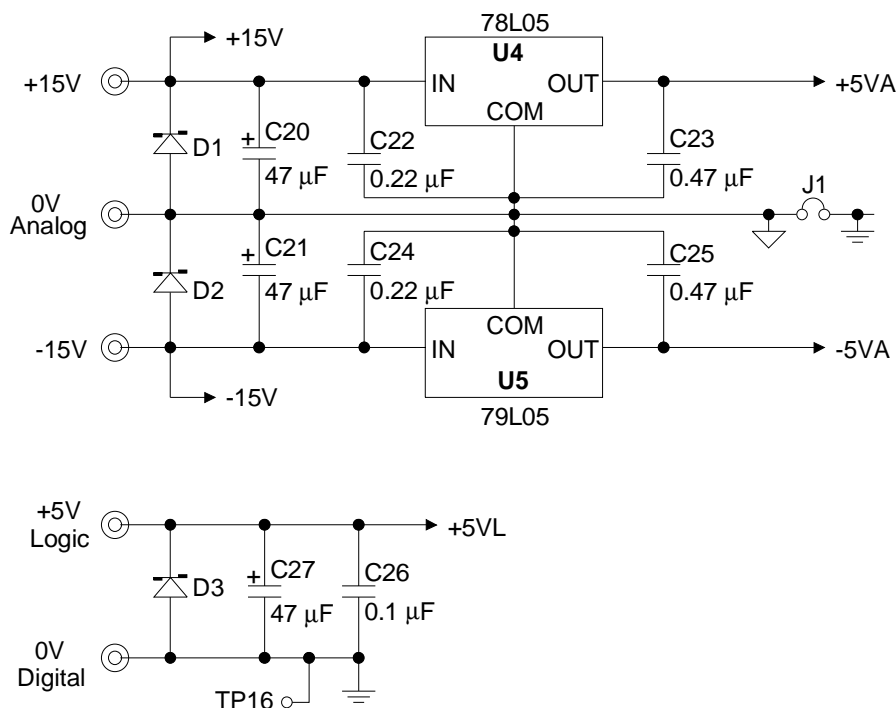 78L05
+15V
U4
+15V
IN
OUT
+5VA
COM
D1
+
C20
47 μF
C22
0.22 μF
C23
0.47 μF
J1
0V
Analog
D2
+
C21
47 μF
C24
0.22 μF
C25
0.47 μF
COM
-15V
IN
OUT
-5VA
U5
-15V
79L05
+5V
Logic
+5VL
D3
+
C27
47 μF
C26
0.1 μF
0V
Digital
TP16